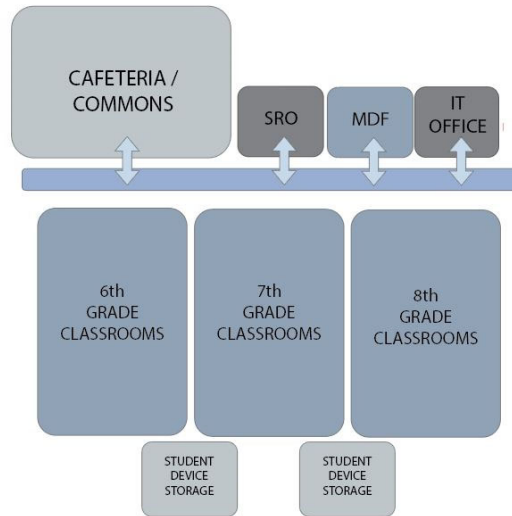 CAFETERIA /
COMMONS
SRO
MDF
IT
OFFICE
6th
GRADE
CLASSROOMS
7th
GRADE
CLASSROOMS
8th
GRADE
CLASSROOMS
STUDENT
DEVICE
STORAGE
STUDENT
DEVICE
STORAGE